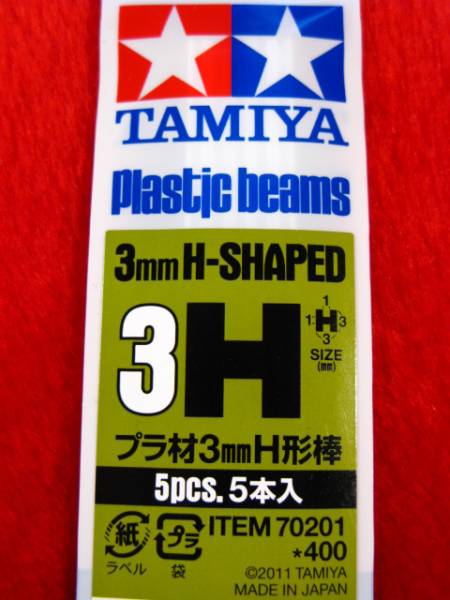 TAMIYA
Plastic beams
3mm H-SHAPED
3H
1
1 H 3
3
SIZE
(mm)
プラ材3mmH形棒
5pcs. 5本入
紙 プラ ITEM 70201
ラベル 袋 *400
©2011 TAMIYA
MADE IN JAPAN